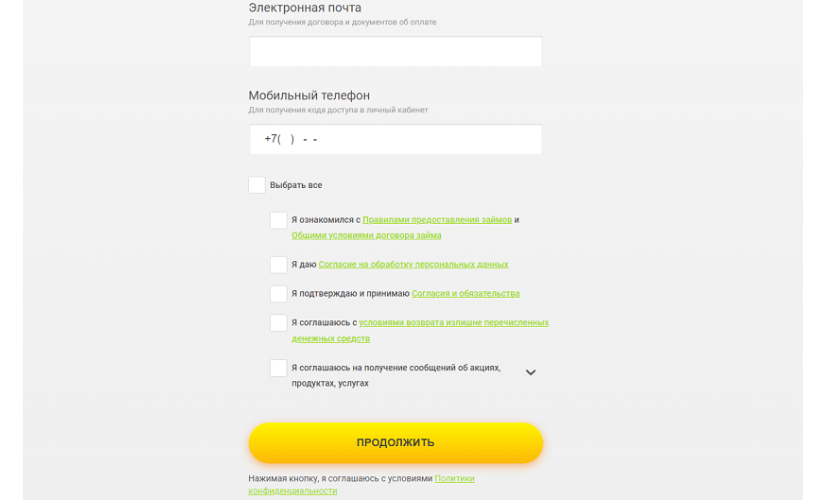 Электронная почта
Для получения договора и документов об оплате
Мобильный телефон
Для получения кода доступа в личный кабинет
+7( ) - -
Выбрать все
Я ознакомился с Правилами предоставления займов и
Общими условиями договора займа
Я даю Согласие на обработку персональных данных
Я подтверждаю и принимаю Согласия и обязательства
Я соглашаюсь с условиями возврата излишне перечисленных
денежных средств
Я соглашаюсь на получение сообщений об акциях,
продуктах, услугах
ПРОДОЛЖИТЬ
Нажимая кнопку, я соглашаюсь с условиями Политики
конфиденциальности